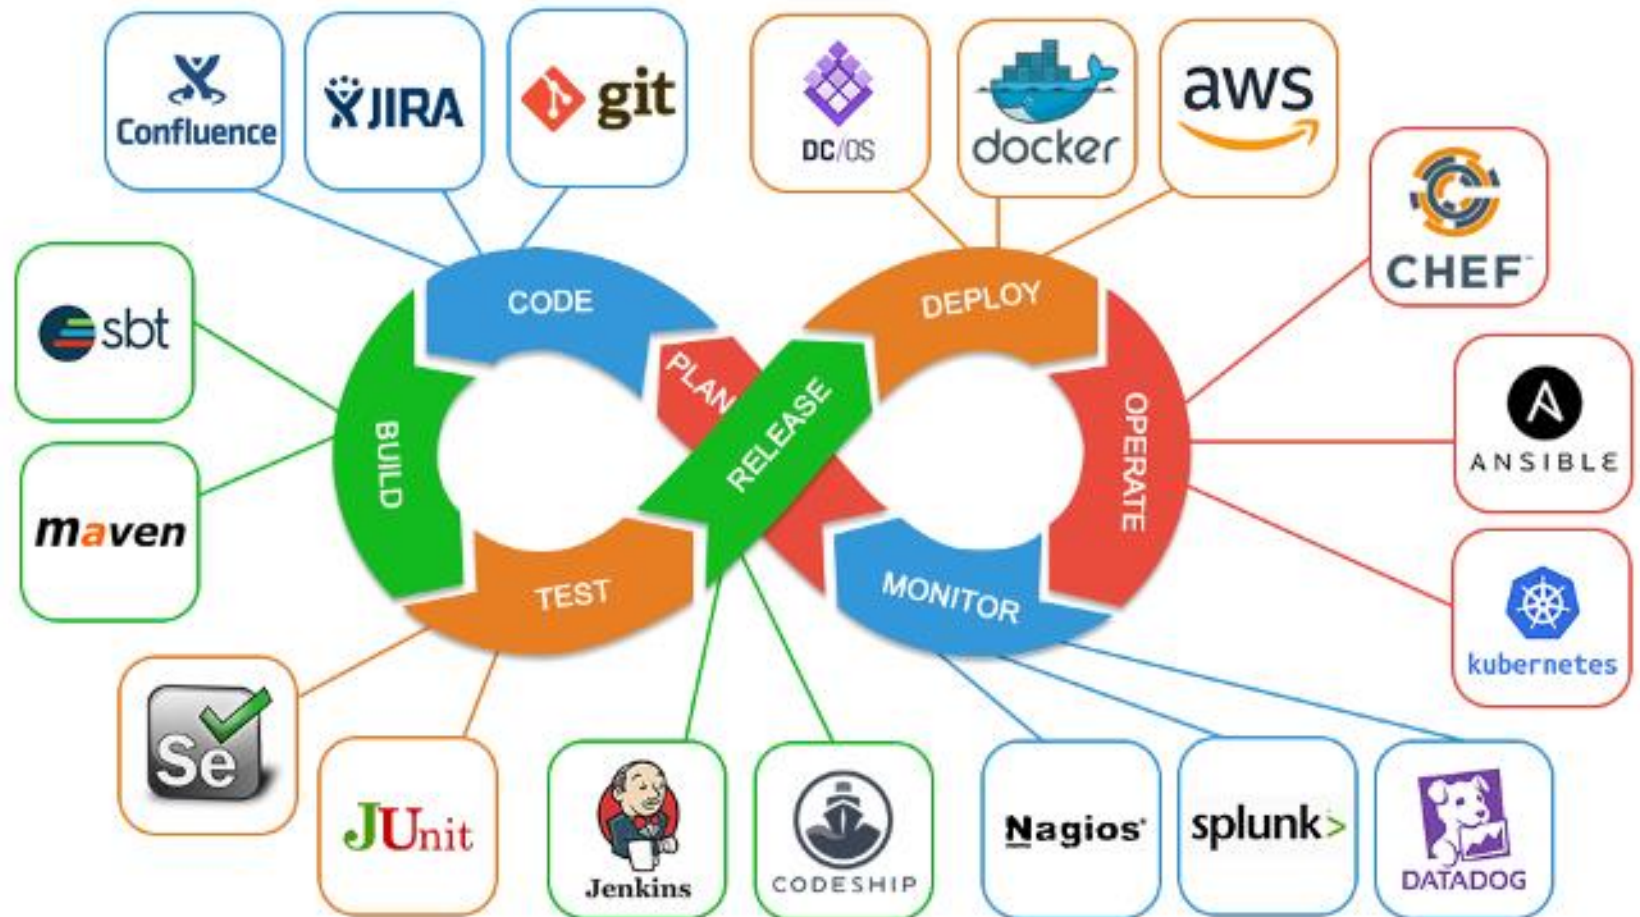 Confluence
JIRA
git
DC/OS
docker
aws
CHEF
sbt
CODE
DEPLOY
PLAN
RELEASE
BUILD
OPERATE
ANSIBLE
maven
TEST
MONITOR
kubernetes
Se
JUnit
Jenkins
CODESHIP
Nagios®
splunk>
DATADOG